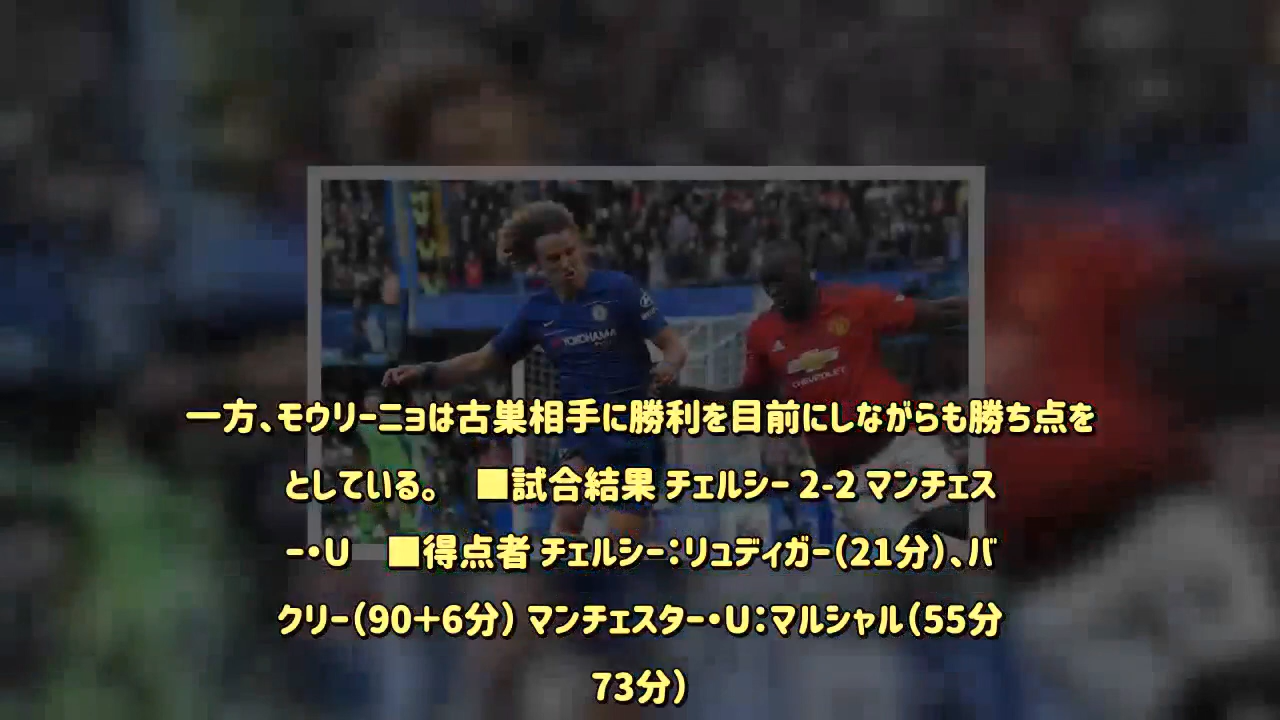 YOKOHAMA
CHEVROLET
一方、モウリーニョは古巣相手に勝利を目前にしながらも勝ち点を
としている。　■試合結果 チェルシー 2-2 マンチェス
ー・U　■得点者 チェルシー：リュディガー(21分)、バ
クリー(90+6分) マンチェスター・U：マルシャル(55分
73分)